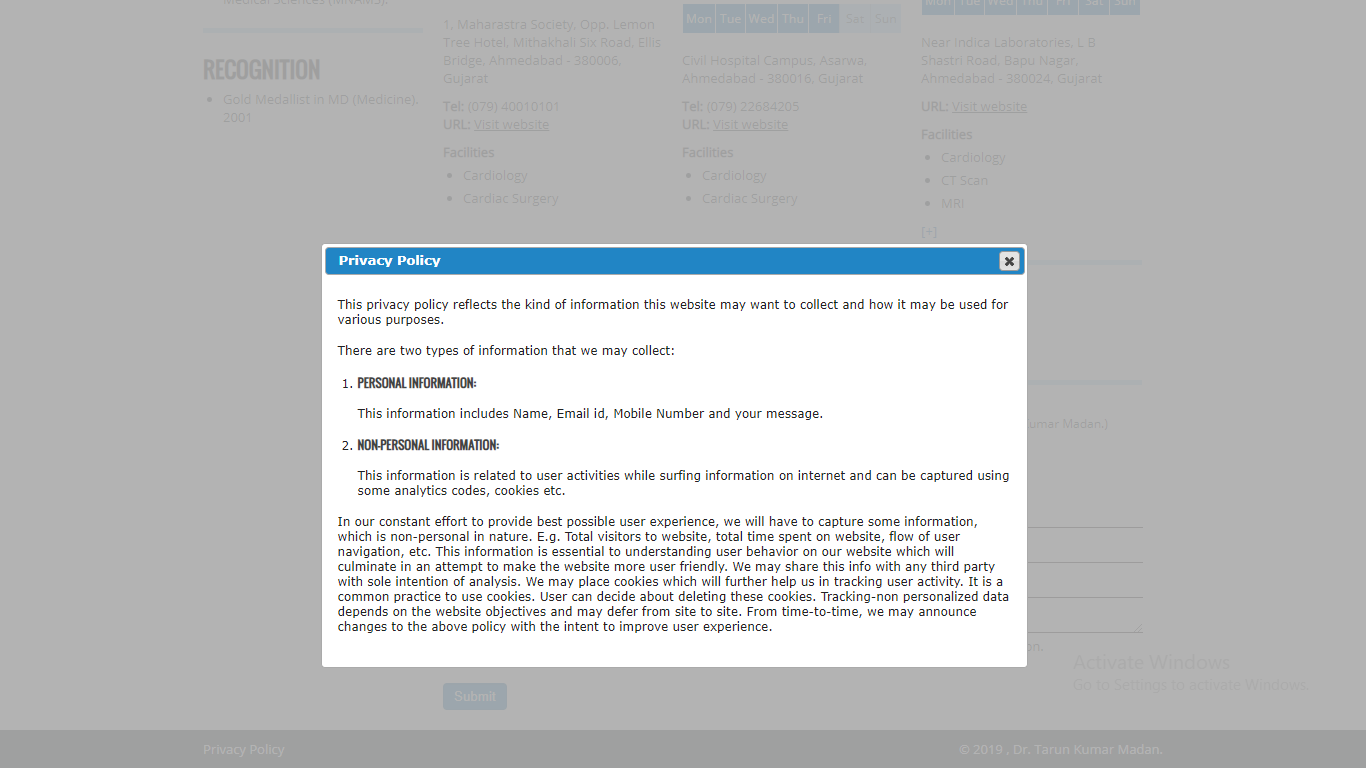 Medical Sciences (MNAMS).
RECOGNITION
Gold Medallist in MD (Medicine),
2001
1, Maharastra Society, Opp. Lemon
Tree Hotel, Mithakhali Six Road, Ellis
Bridge, Ahmedabad - 380006,
Gujarat
Tel: (079) 40010101
URL: Visit website
Facilities
Cardiology
Cardiac Surgery
Mon Tue Wed Thu Fri Sat Sun
Civil Hospital Campus, Asarwa,
Ahmedabad - 380016, Gujarat
Tel: (079) 22684205
URL: Visit website
Facilities
Cardiology
Cardiac Surgery
Mon Tue Wed Thu Fri Sat Sun
Near Indica Laboratories, L B
Shastri Road, Bapu Nagar,
Ahmedabad - 380024, Gujarat
URL: Visit website
Facilities
Cardiology
CT Scan
MRI
[+]
Privacy Policy
This privacy policy reflects the kind of information this website may want to collect and how it may be used for
various purposes.
There are two types of information that we may collect:
1. PERSONAL INFORMATION:
This information includes Name, Email id, Mobile Number and your message.
2. NON-PERSONAL INFORMATION:
This information is related to user activities while surfing information on internet and can be captured using
some analytics codes, cookies etc.
In our constant effort to provide best possible user experience, we will have to capture some information,
which is non-personal in nature. E.g. Total visitors to website, total time spent on website, flow of user
navigation, etc. This information is essential to understanding user behavior on our website which will
culminate in an attempt to make the website more user friendly. We may share this info with any third party
with sole intention of analysis. We may place cookies which will further help us in tracking user activity. It is a
common practice to use cookies. User can decide about deleting these cookies. Tracking-non personalized data
depends on the website objectives and may defer from site to site. From time-to-time, we may announce
changes to the above policy with the intent to improve user experience.
umar Madan.)
on.
Activate Windows
Go to Settings to activate Windows.
Submit
Privacy Policy
© 2019 , Dr. Tarun Kumar Madan.